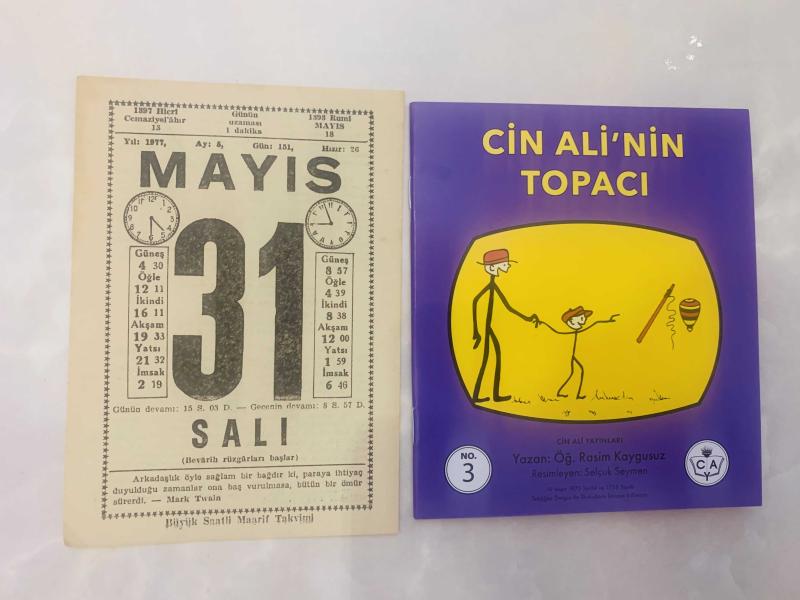 1397 Hicrî
Cemaziyel'âhır
13
Günün
uzaması
1 dakika
1393 Rumî
MAYIS
18
Yıl: 1977, Ay: 5, Gün: 151, Hızır: 26
MAYIS
31
Güneş
4 30
Öğle
12 11
İkindi
16 11
Akşam
19 33
Yatsı
21 32
İmsak
2 19
Güneş
8 57
Öğle
4 39
İkindi
8 38
Akşam
12 00
Yatsı
1 59
İmsak
6 46
Günün devamı: 15 S. 03 D. — Gecenin devamı: 8 S. 57 D.
SALI
(Bevârih rüzgârları başlar)
Arkadaşlık öyle sağlam bir bağdır ki, paraya ihtiyaç
duyulduğu zamanlar ona baş vurulmasa, bütün bir ömür
sürerdi. — Mark Twain
Büyük Saatli Maarif Takvimi
CİN ALİ'NİN
TOPACI
CİN ALİ YAYINLARI
Yazan: Öğ. Rasim Kaygusuz
Resimleyen: Selçuk Seymen
NO.
3
C A
Y